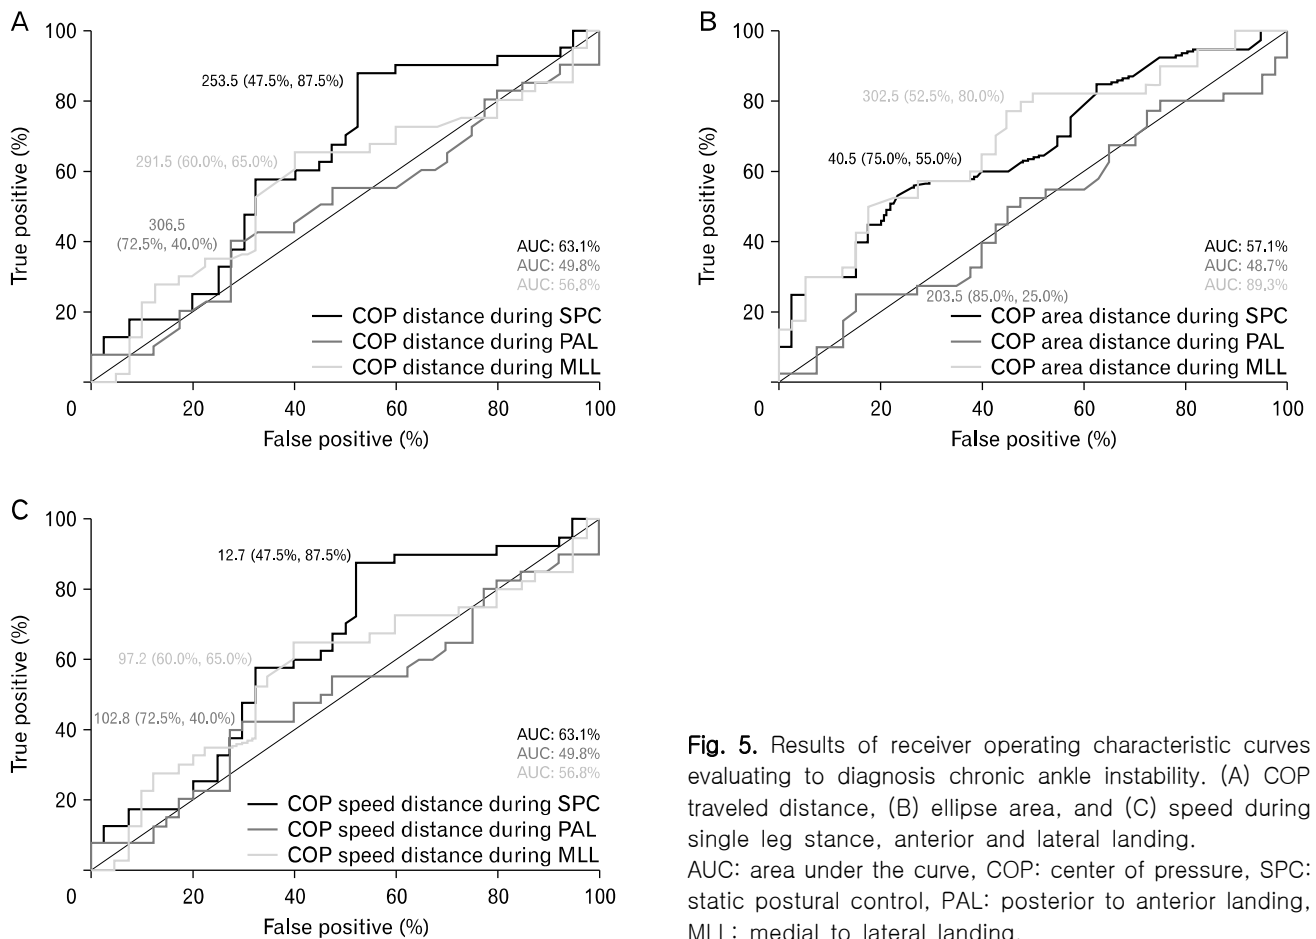 A
100
80
60
40
20
0
20
40
60
80
100
True positive (%)
False positive (%)
253.5 (47.5%, 87.5%)
291.5 (60.0%, 65.0%)
306.5
(72.5%, 40.0%)
AUC: 63.1%
AUC: 49.8%
AUC: 56.8%
COP distance during SPC
COP distance during PAL
COP distance during MLL
B
100
80
60
40
20
0
20
40
60
80
100
True positive (%)
False positive (%)
302.5 (52.5%, 80.0%)
40.5 (75.0%, 55.0%)
AUC: 57.1%
AUC: 48.7%
AUC: 89.3%
203.5 (85.0%, 25.0%)
COP area distance during SPC
COP area distance during PAL
COP area distance during MLL
C
100
80
60
40
20
0
20
40
60
80
100
True positive (%)
False positive (%)
12.7 (47.5%, 87.5%)
97.2 (60.0%, 65.0%)
102.8 (72.5%, 40.0%)
AUC: 63.1%
AUC: 49.8%
AUC: 56.8%
COP speed distance during SPC
COP speed distance during PAL
COP speed distance during MLL
Fig. 5. Results of receiver operating characteristic curves
evaluating to diagnosis chronic ankle instability. (A) COP
traveled distance, (B) ellipse area, and (C) speed during
single leg stance, anterior and lateral landing.
AUC: area under the curve, COP: center of pressure, SPC:
static postural control, PAL: posterior to anterior landing,
MLL: medial to lateral landing.